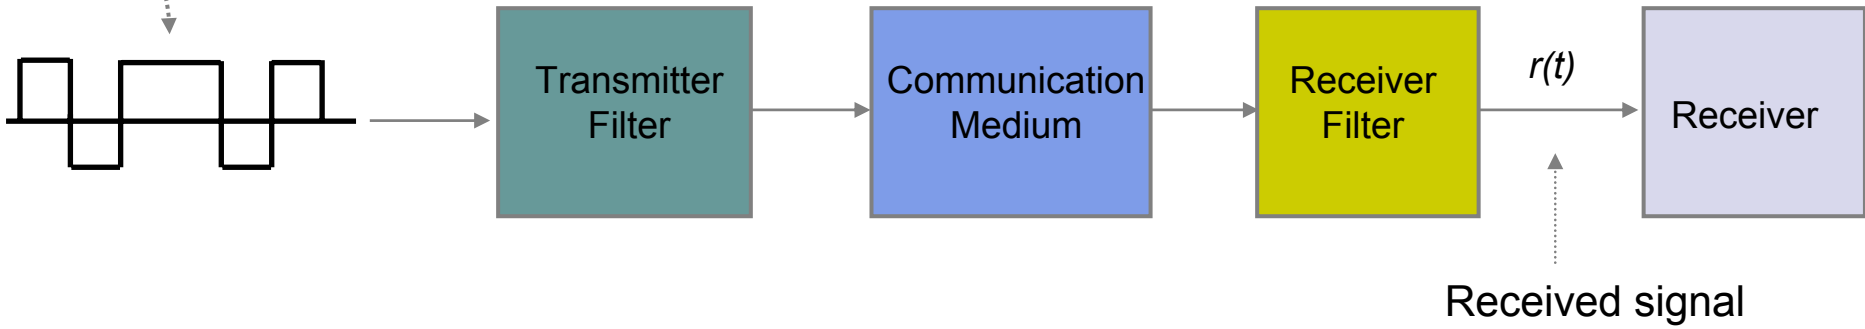 Transmitter
Filter
Communication
Medium
Receiver
Filter
r(t)
Receiver
Received signal